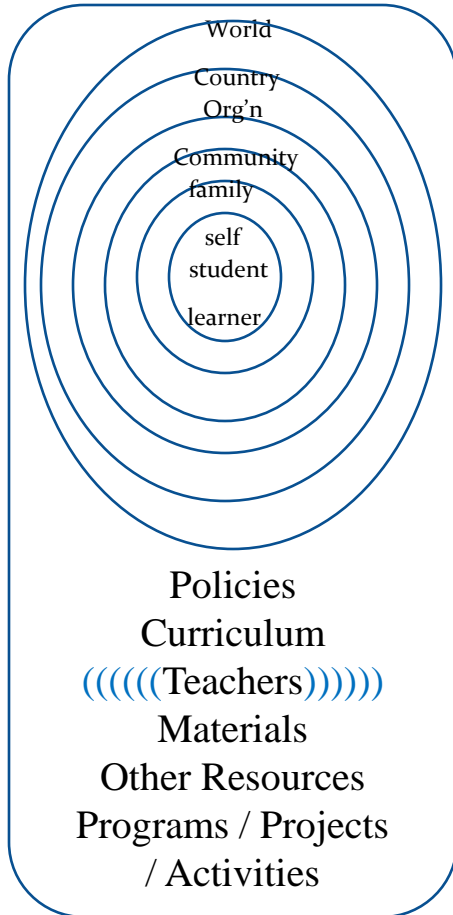 World
Country
Org’n
Community
family
self
student
learner
Policies
Curriculum
((((((Teachers))))))
Materials
Other Resources
Programs / Projects
/ Activities